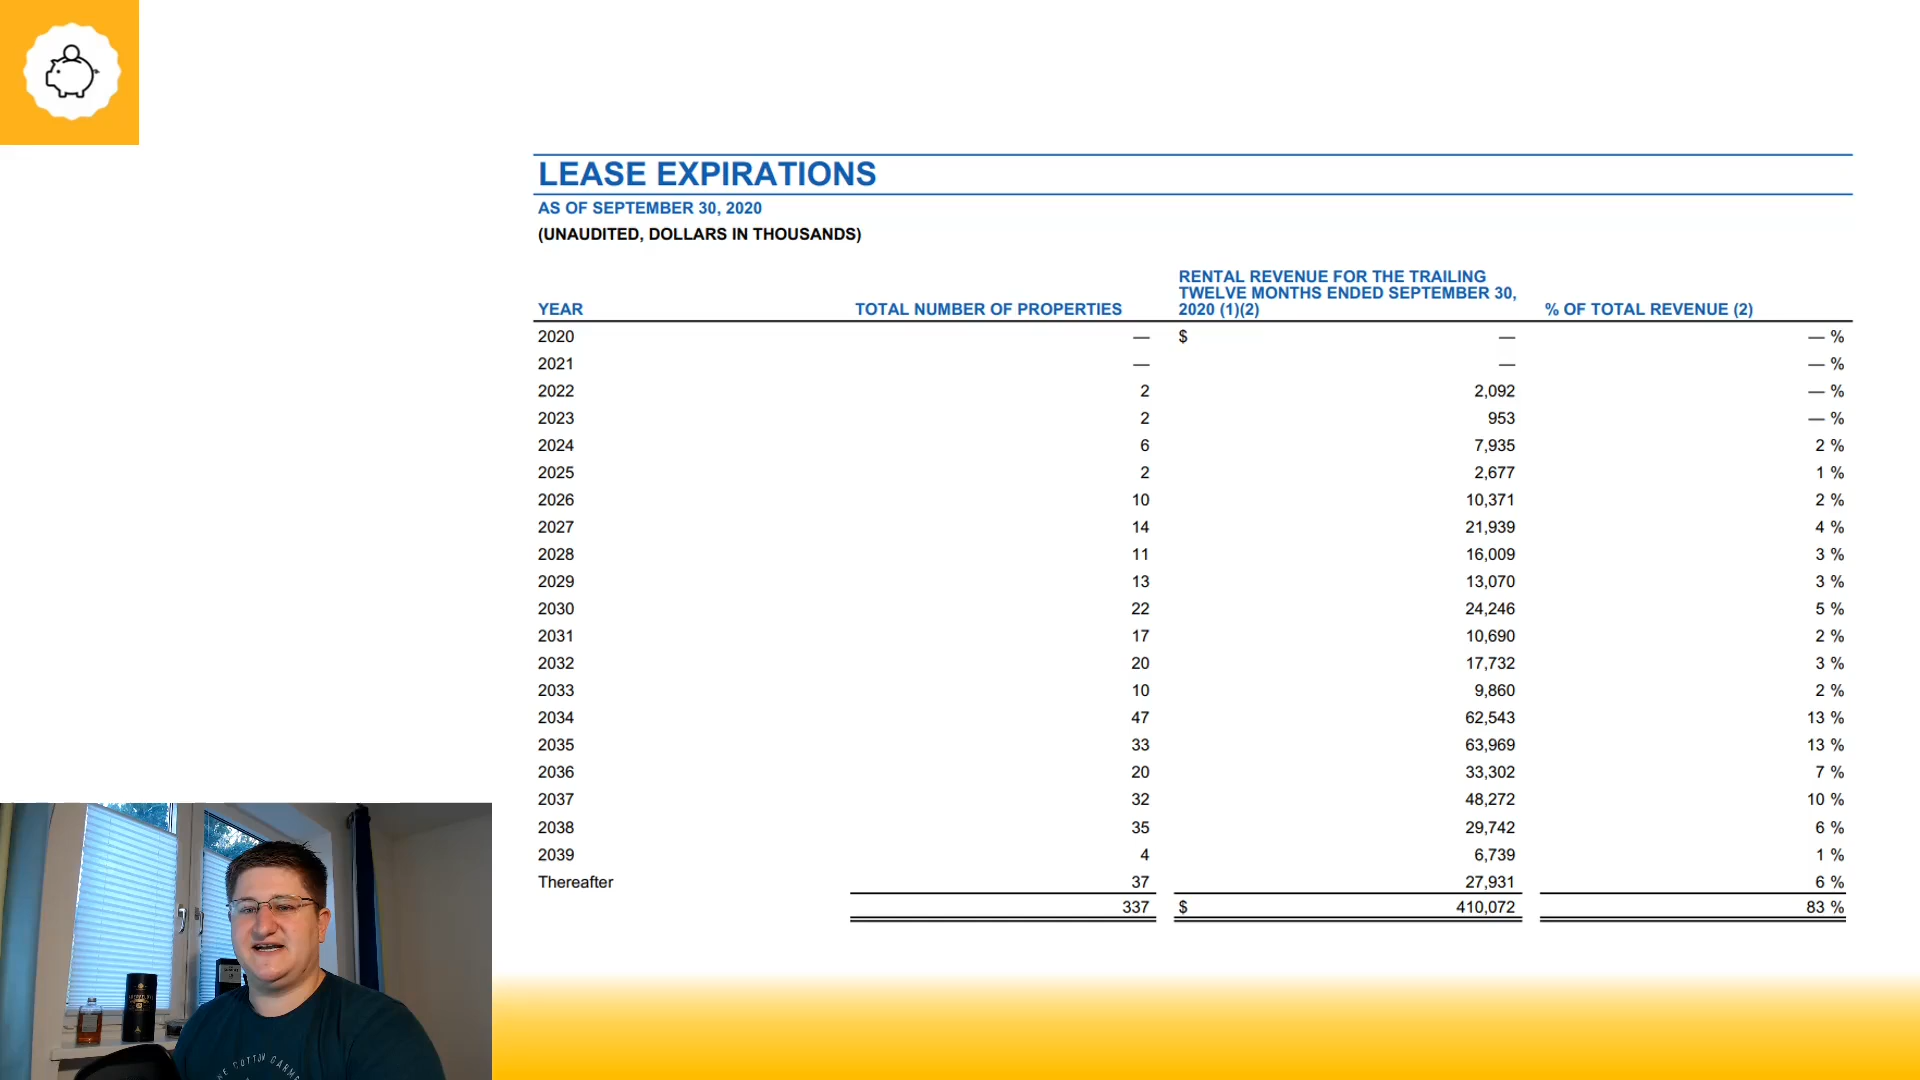 LEASE EXPIRATIONS
AS OF SEPTEMBER 30, 2020
(UNAUDITED, DOLLARS IN THOUSANDS)
YEAR TOTAL NUMBER OF PROPERTIES RENTAL REVENUE FOR THE TRAILING
TWELVE MONTHS ENDED SEPTEMBER 30,
2020 (1)(2) % OF TOTAL REVENUE (2)
2020 — $ — — %
2021 — — — %
2022 2 2,092 — %
2023 2 953 — %
2024 6 7,935 2 %
2025 2 2,677 1 %
2026 10 10,371 2 %
2027 14 21,939 4 %
2028 11 16,009 3 %
2029 13 13,070 3 %
2030 22 24,246 5 %
2031 17 10,690 2 %
2032 20 17,732 3 %
2033 10 9,860 2 %
2034 47 62,543 13 %
2035 33 63,969 13 %
2036 20 33,302 7 %
2037 32 48,272 10 %
2038 35 29,742 6 %
2039 4 6,739 1 %
Thereafter 37 27,931 6 %
337 $ 410,072 83 %